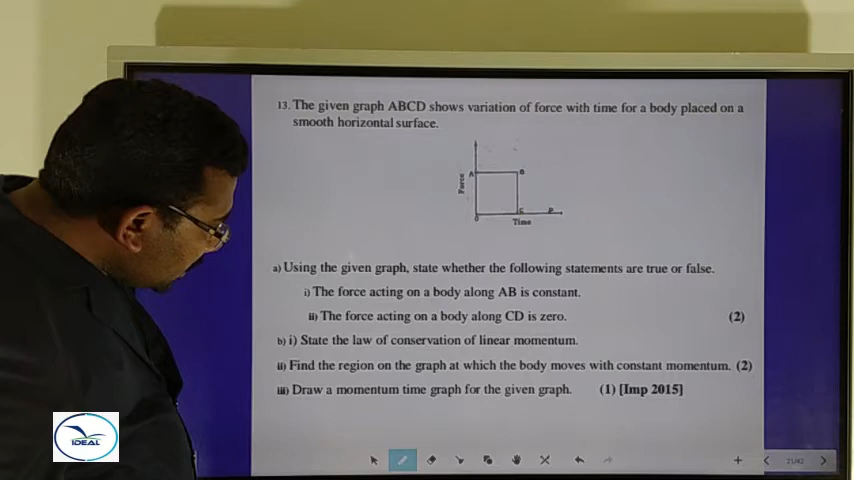 13. The given graph ABCD shows variation of force with time for a body placed on a
smooth horizontal surface.
A
B
Force
0
C
D
Time
a) Using the given graph, state whether the following statements are true or false.
i) The force acting on a body along AB is constant.
ii) The force acting on a body along CD is zero. (2)
b) i) State the law of conservation of linear momentum.
ii) Find the region on the graph at which the body moves with constant momentum. (2)
iii) Draw a momentum time graph for the given graph. (1) [Imp 2015]
IDEAL
21/42